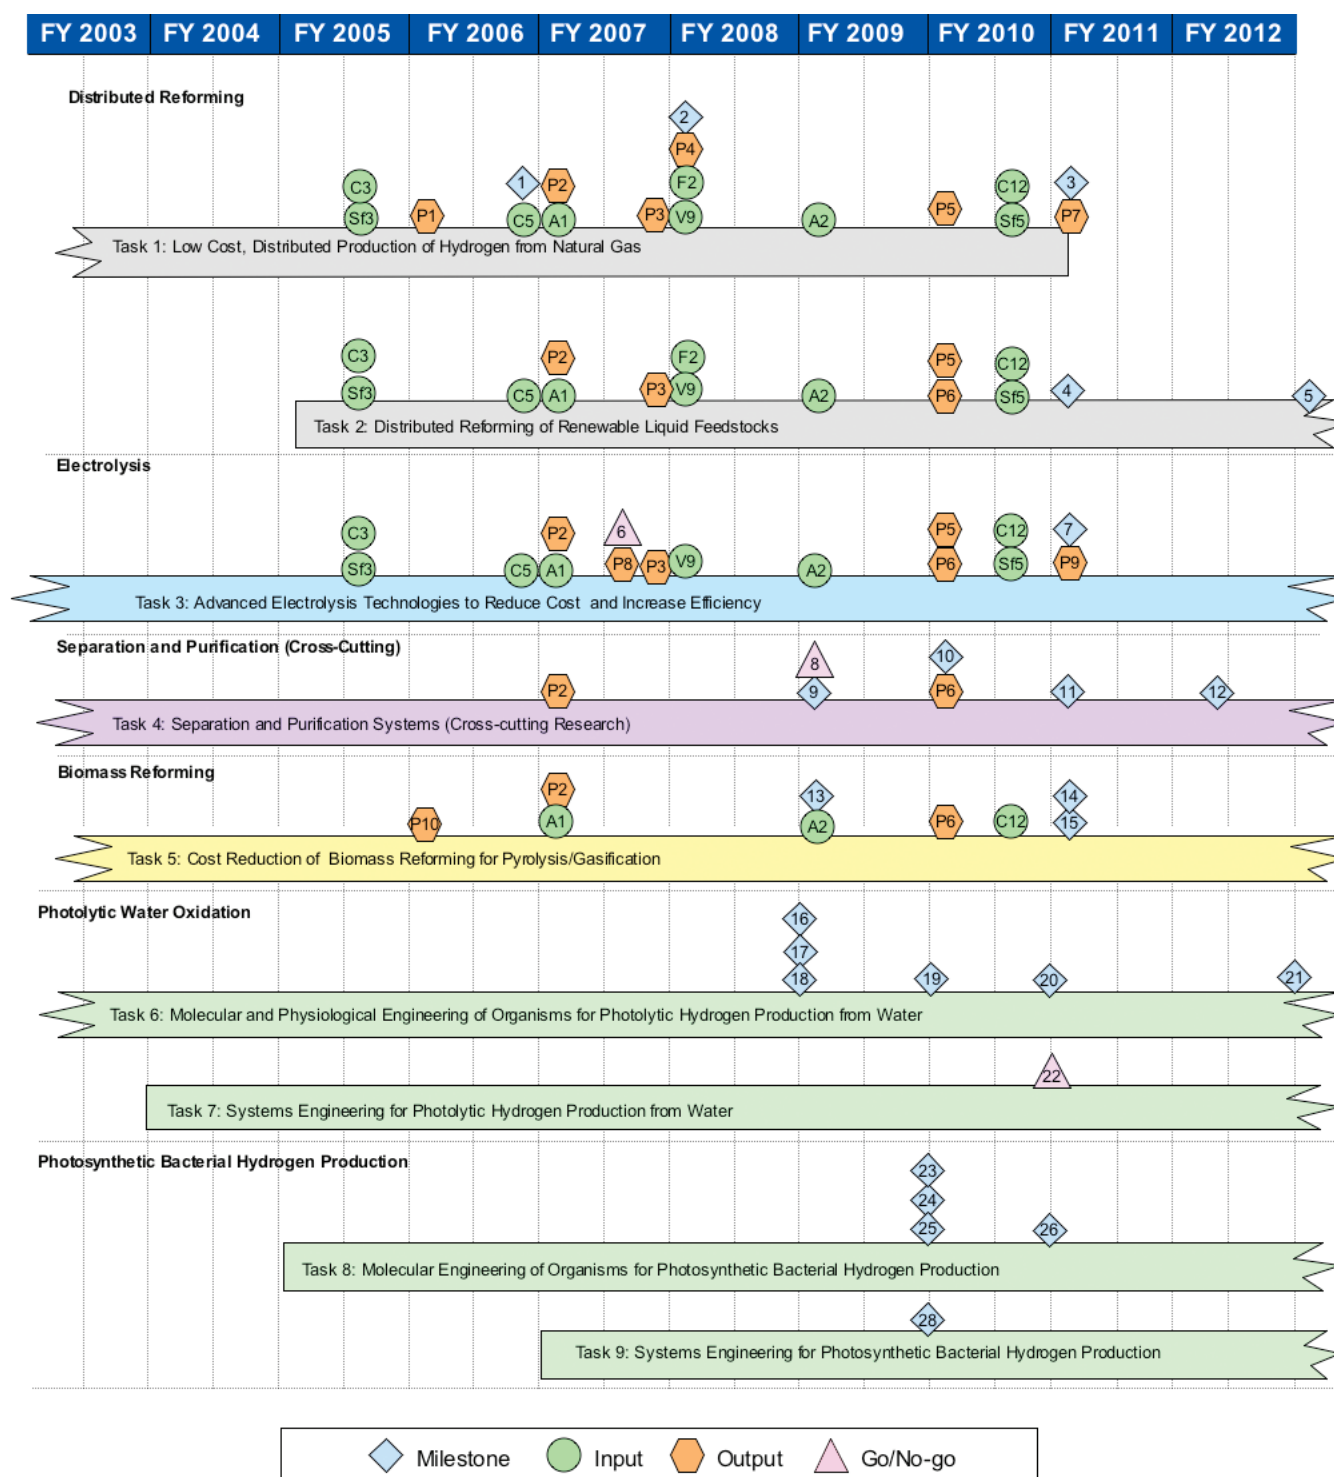 FY 2003 FY 2004 FY 2005 FY 2006 FY 2007 FY 2008 FY 2009 FY 2010 FY 2011 FY 2012
Distributed Reforming
2
P4
C3 1 P2 F2 C12 3
Sf3 P1 C5 A1 P3 V9 A2 P5 Sf5 P7
Task 1: Low Cost, Distributed Production of Hydrogen from Natural Gas
C3 P2 F2 P5 C12
Sf3 C5 A1 P3 V9 A2 P6 Sf5 4 5
Task 2: Distributed Reforming of Renewable Liquid Feedstocks
Electrolysis
C3 P2 6 P5 C12 7
Sf3 C5 A1 P8 P3 V9 A2 P6 Sf5 P9
Task 3: Advanced Electrolysis Technologies to Reduce Cost and Increase Efficiency
Separation and Purification (Cross-Cutting)
8 10
P2 9 P6 11 12
Task 4: Separation and Purification Systems (Cross-cutting Research)
Biomass Reforming
P2 13 14
P10 A1 A2 P6 C12 15
Task 5: Cost Reduction of Biomass Reforming for Pyrolysis/Gasification
Photolytic Water Oxidation
16
17
18 19 20 21
Task 6: Molecular and Physiological Engineering of Organisms for Photolytic Hydrogen Production from Water
22
Task 7: Systems Engineering for Photolytic Hydrogen Production from Water
Photosynthetic Bacterial Hydrogen Production
23
24
25 26
Task 8: Molecular Engineering of Organisms for Photosynthetic Bacterial Hydrogen Production
28
Task 9: Systems Engineering for Photosynthetic Bacterial Hydrogen Production
Milestone Input Output Go/No-go